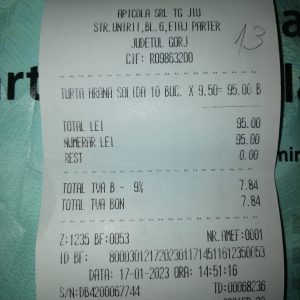 APICOLA SRL TG JIU
STR.UNIRII,BL.6,ETAJ PARTER
JUDETUL GORJ
CIF: RO9863200
13
TURTA HRANA SOLIDA 10 BUC. X 9.50= 95.00 B
TOTAL LEI 95.00
NUMERAR LEI 95.00
REST 0.00
TOTAL TVA B - 9% 7.84
TOTAL TVA BON 7.84
Z:1235 BF:0053 NR.AMEF:0001
ID BF:
DATA: 17-01-2023 ORA: 14:51:16
S/N:DB4200067744 TD:00068236